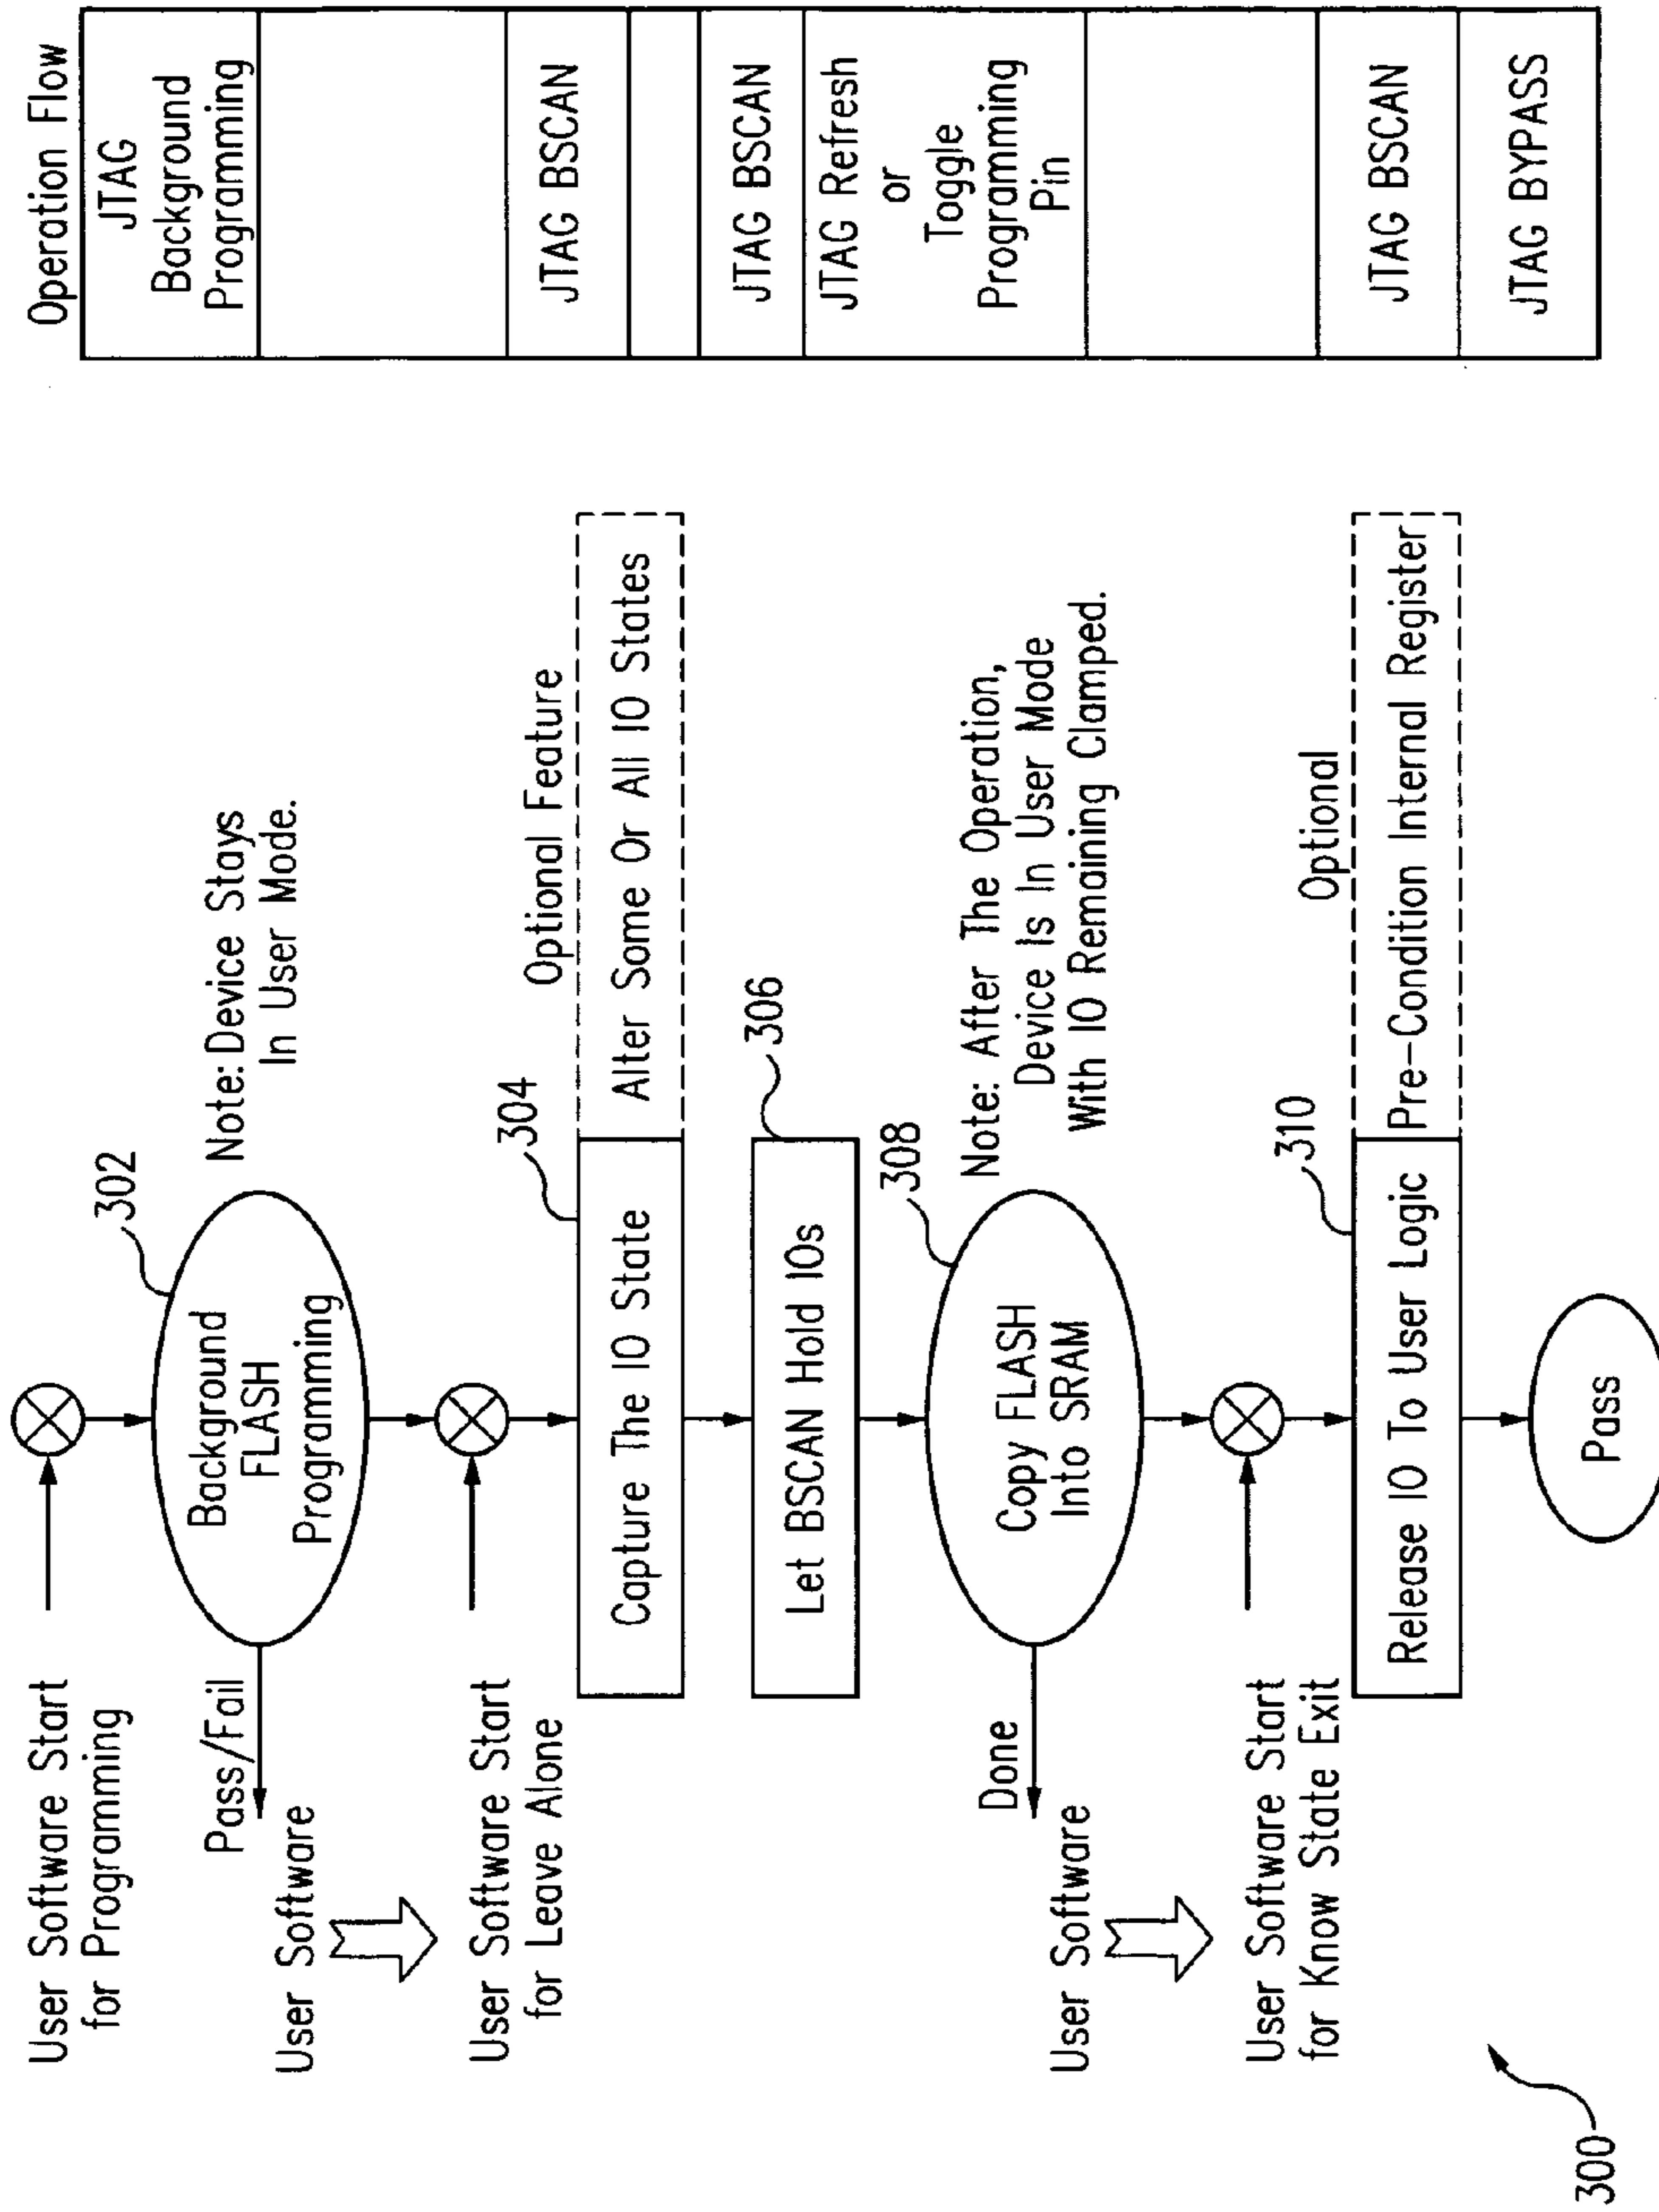 User Software Start
for Programming
302
Note: Device Stays
In User Mode.
Background
FLASH
Programming
Pass/Fail
User Software
User Software Start
for Leave Alone
304
Optional Feature
Capture The IO State
Alter Some Or All IO States
306
Let BSCAN Hold IOs
308
Note: After The Operation,
Device Is In User Mode
With IO Remaining Clamped.
Copy FLASH
Into SRAM
Done
User Software
User Software Start
for Know State Exit
310
Optional
Release IO To User Logic
Pre-Condition Internal Register
Pass
300
Operation Flow
JTAG
Background
Programming
JTAG BSCAN
JTAG BSCAN
JTAG Refresh
or
Toggle
Programming
Pin
JTAG BSCAN
JTAG BYPASS